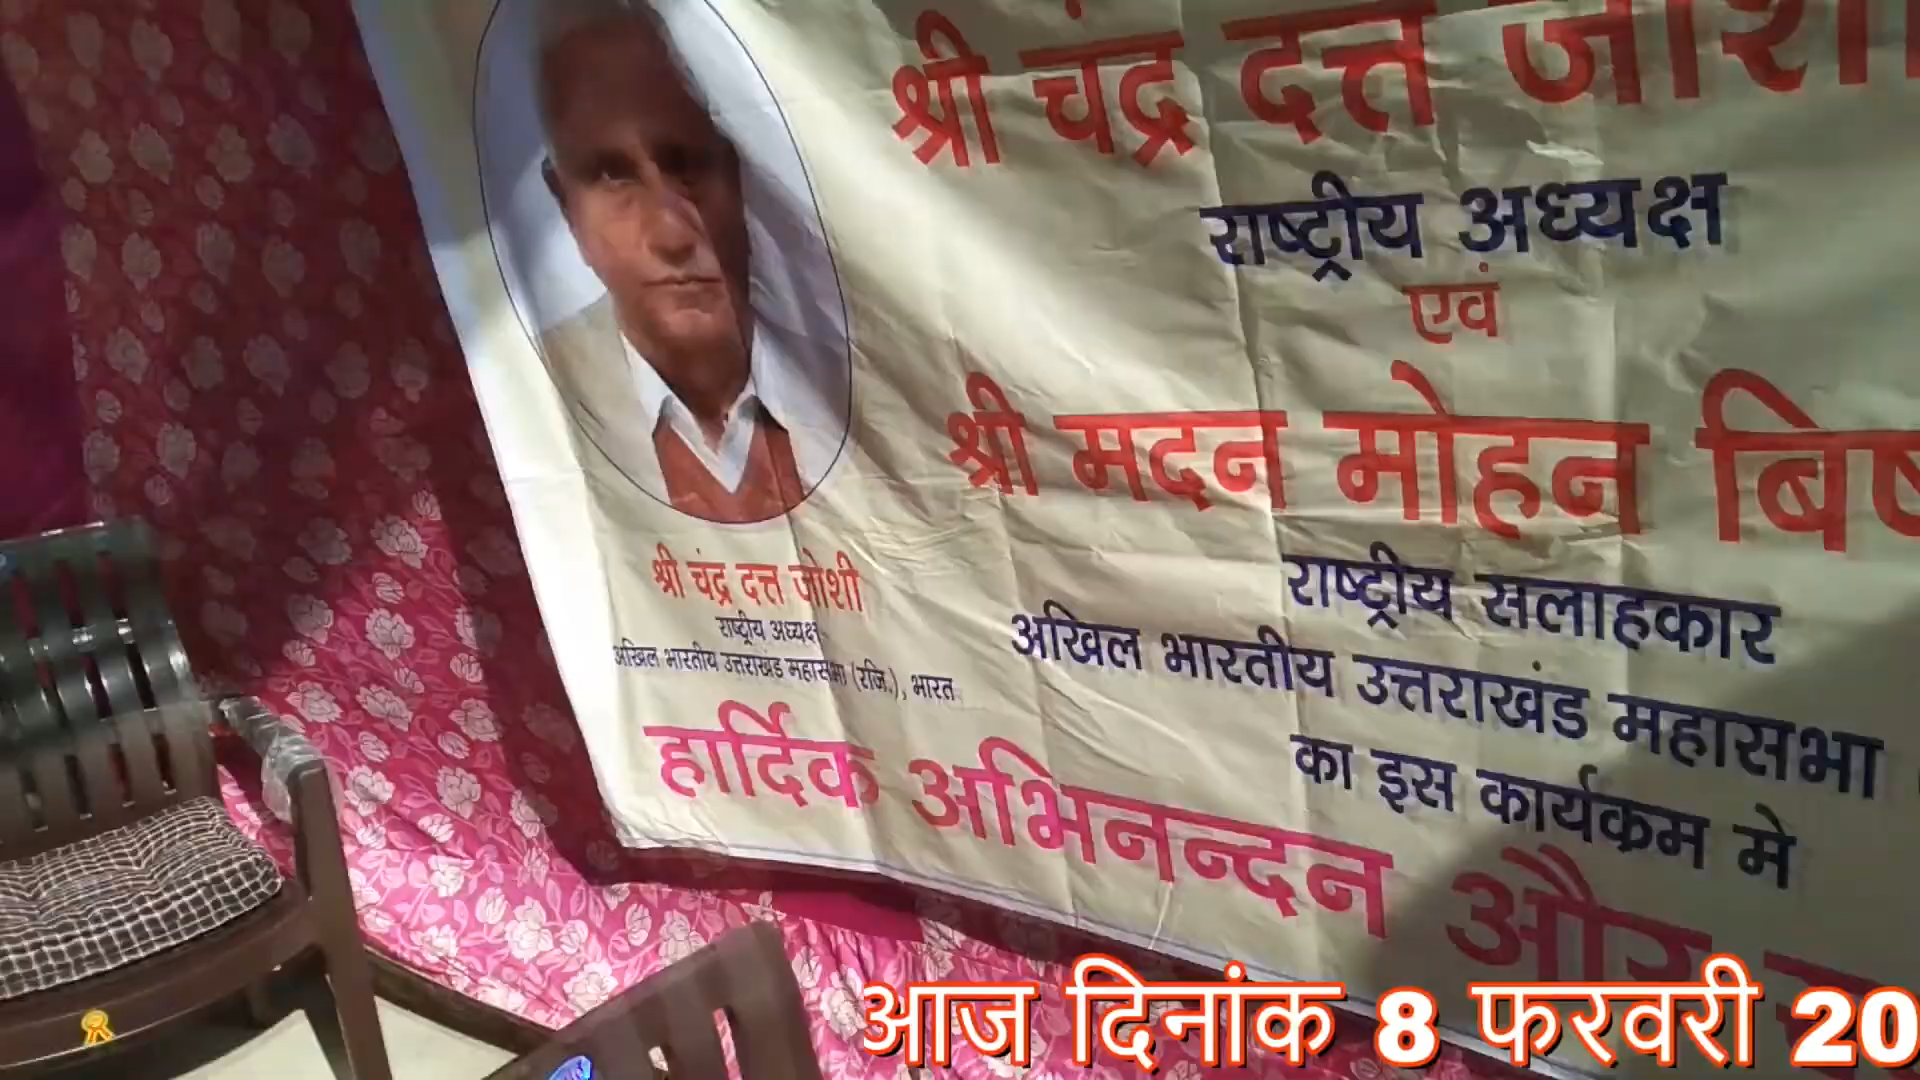 श्री चंद्र दत्त जोशी
राष्ट्रीय अध्यक्ष
एवं
श्री मदन मोहन
राष्ट्रीय सलाहकार
अखिल भारतीय उत्तराखंड महासभा
का इस कार्यक्रम मे
श्री चंद्र दत्त जोशी
राष्ट्रीय अध्यक्ष
अखिल भारतीय उत्तराखंड महासभा (रजि.), भारत
हार्दिक अभिनन्दन और
आज दिनांक 8 फरवरी 20